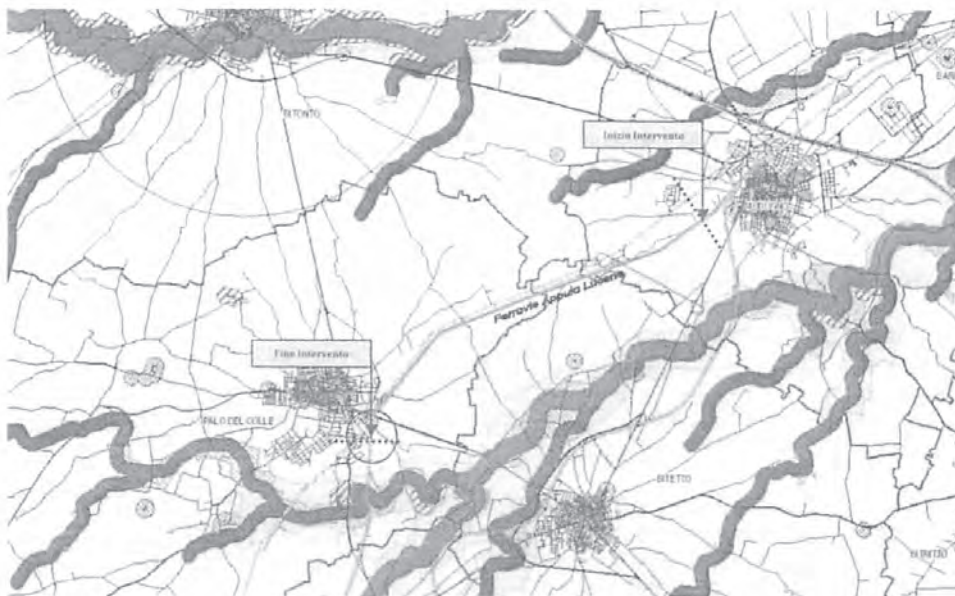 BITONTO
Inizio Intervento
Ferrovie Appulo Lucane
Fine Intervento
PALO DEL COLLE
BITETTO